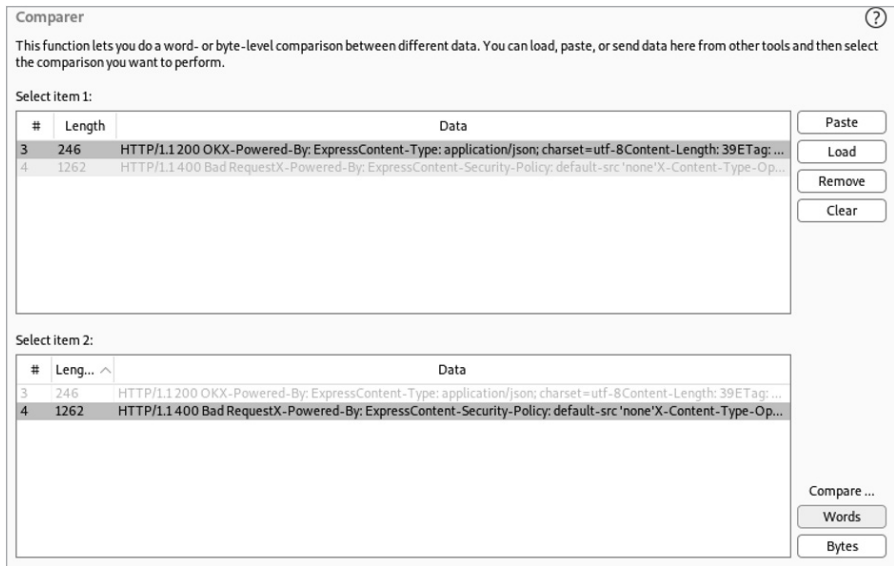 Comparer
?
This function lets you do a word- or byte-level comparison between different data. You can load, paste, or send data here from other tools and then select
the comparison you want to perform.
Select item 1:
# Length Data
3 246 HTTP/1.1 200 OKX-Powered-By: ExpressContent-Type: application/json; charset=utf-8Content-Length: 39ETag: ...
4 1262 HTTP/1.1 400 Bad RequestX-Powered-By: ExpressContent-Security-Policy: default-src 'none'X-Content-Type-Op...
Paste
Load
Remove
Clear
Select item 2:
# Leng... Data
3 246 HTTP/1.1 200 OKX-Powered-By: ExpressContent-Type: application/json; charset=utf-8Content-Length: 39ETag: ...
4 1262 HTTP/1.1 400 Bad RequestX-Powered-By: ExpressContent-Security-Policy: default-src 'none'X-Content-Type-Op...
Compare ...
Words
Bytes